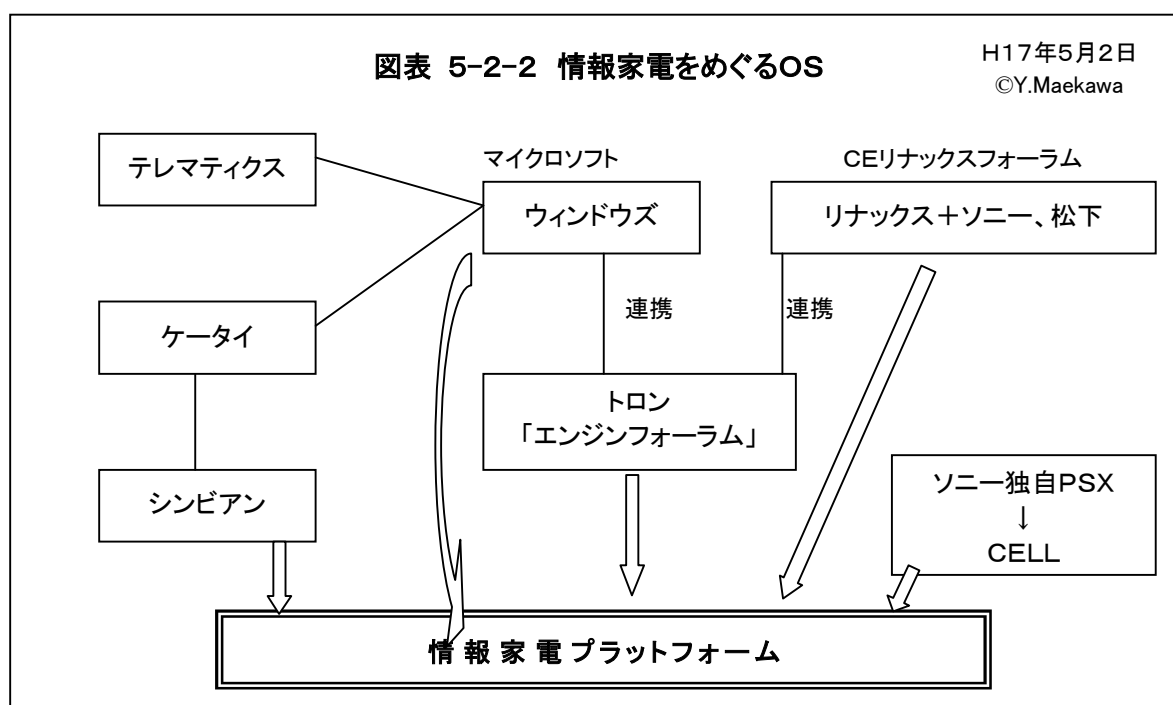 図表 5-2-2 情報家電をめぐるOS
H17年5月2日
©Y.Maekawa
テレマティクス
マイクロソフト
ウィンドウズ
CEリナックスフォーラム
リナックス+ソニー、松下
ケータイ
連携
連携
トロン
「エンジンフォーラム」
シンビアン
ソニー独自PSX
↓
CELL
情報家電プラットフォーム